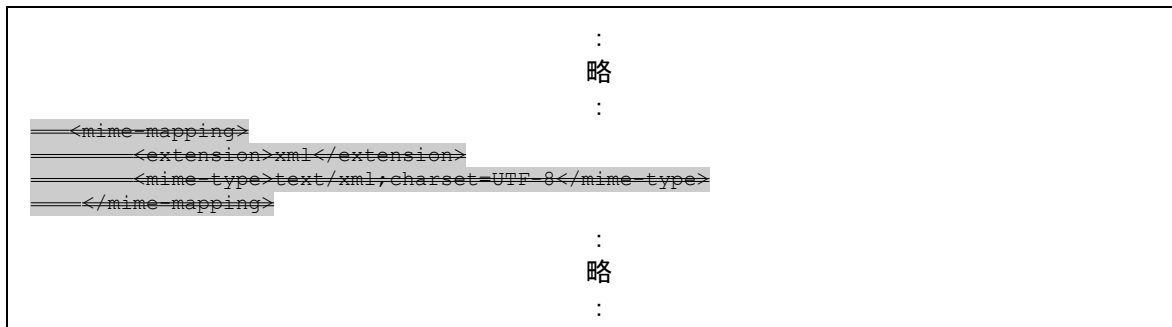 :
略
:
<mime-mapping>
<extension>xml</extension>
<mime-type>text/xml;charset=UTF-8</mime-type>
</mime-mapping>
:
略
: